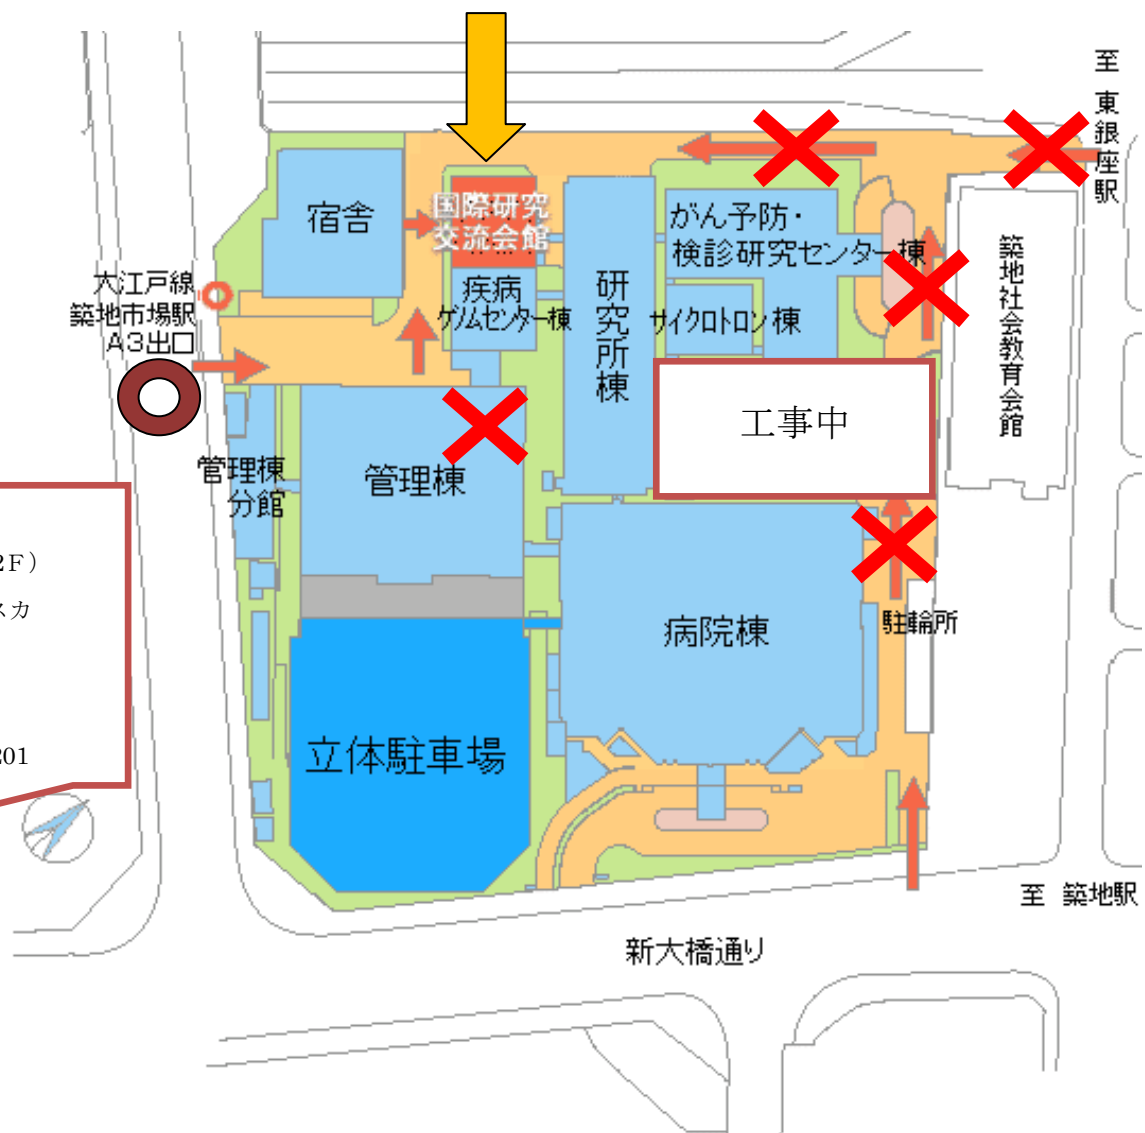 至
東
銀
座
駅
国際研究
交流会館
宿舎
がん予防・
検診研究センター棟
大江戸線
築地市場駅
A3出口
疾病
ゲノムセンター棟
研究所棟
サイクロトロン棟
築地社会教育会館
工事中
管理棟
管理棟
分館
2F）
スカ
201
病院棟
駐輪所
立体駐車場
至 築地駅
新大橋通り